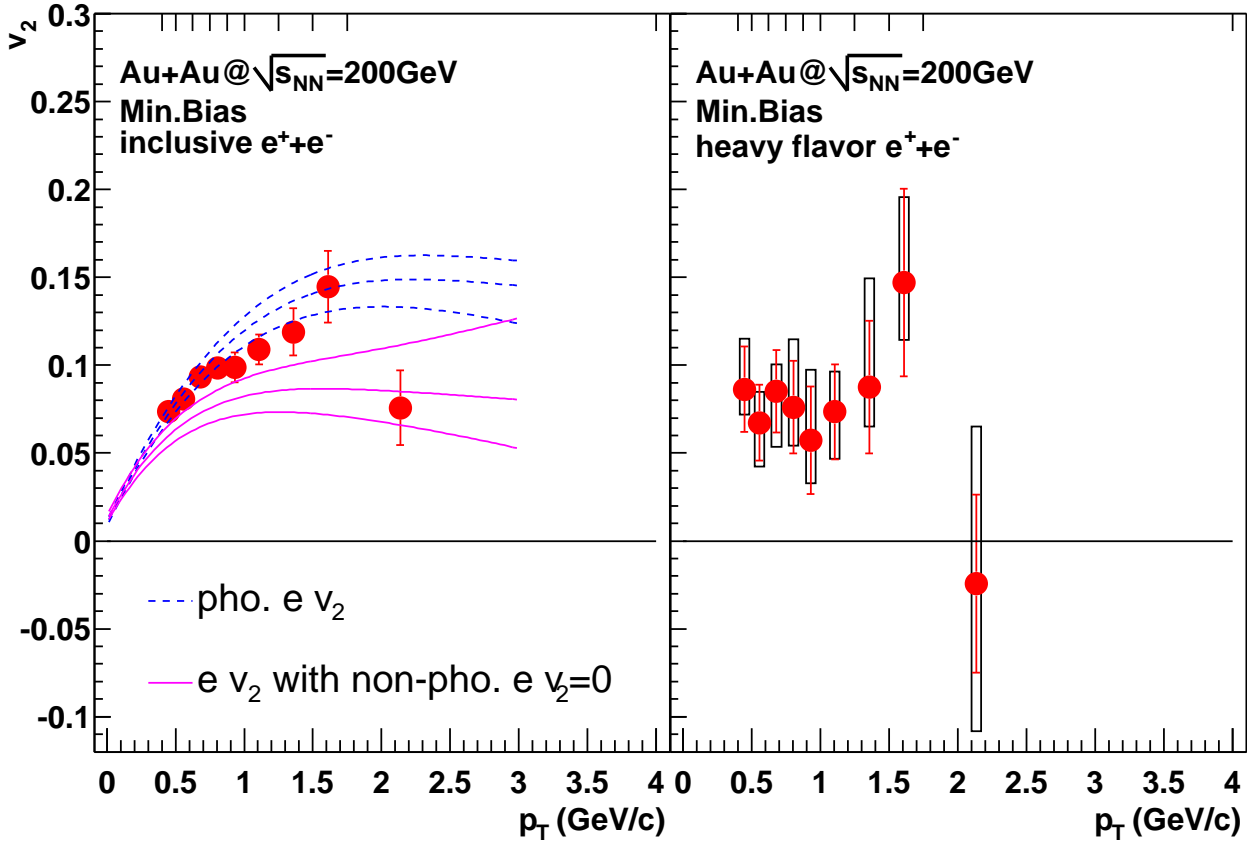 v₂
0.3
0.25
0.2
0.15
0.1
0.05
0
-0.05
-0.1
Au+Au@√sNN=200GeV
Min.Bias
inclusive e⁺+e⁻
pho. e v₂
e v₂ with non-pho. e v₂=0
0 0.5 1 1.5 2 2.5 3 3.5 4
p_T (GeV/c)
Au+Au@√sNN=200GeV
Min.Bias
heavy flavor e⁺+e⁻
0 0.5 1 1.5 2 2.5 3 3.5 4
p_T (GeV/c)